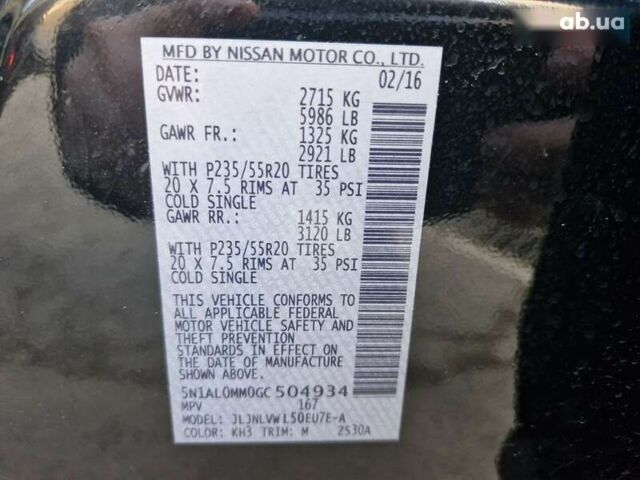 ab.ua
MFD BY NISSAN MOTOR CO., LTD.
DATE: 02/16
GVWR: 2715 KG
5986 LB
GAWR FR.: 1325 KG
2921 LB
WITH P235/55R20 TIRES
20 X 7.5 RIMS AT 35 PSI
COLD SINGLE
GAWR RR.: 1415 KG
3120 LB
WITH P235/55R20 TIRES
20 X 7.5 RIMS AT 35 PSI
COLD SINGLE
THIS VEHICLE CONFORMS TO
ALL APPLICABLE FEDERAL
MOTOR VEHICLE SAFETY AND
THEFT PREVENTION
STANDARDS IN EFFECT ON
THE DATE OF MANUFACTURE
SHOWN ABOVE.
5N1AL0MM0GC504934
MPV 167
MODEL: JLJNLVWL50EU7E-A
COLOR: KH3 TRIM: M 2530A